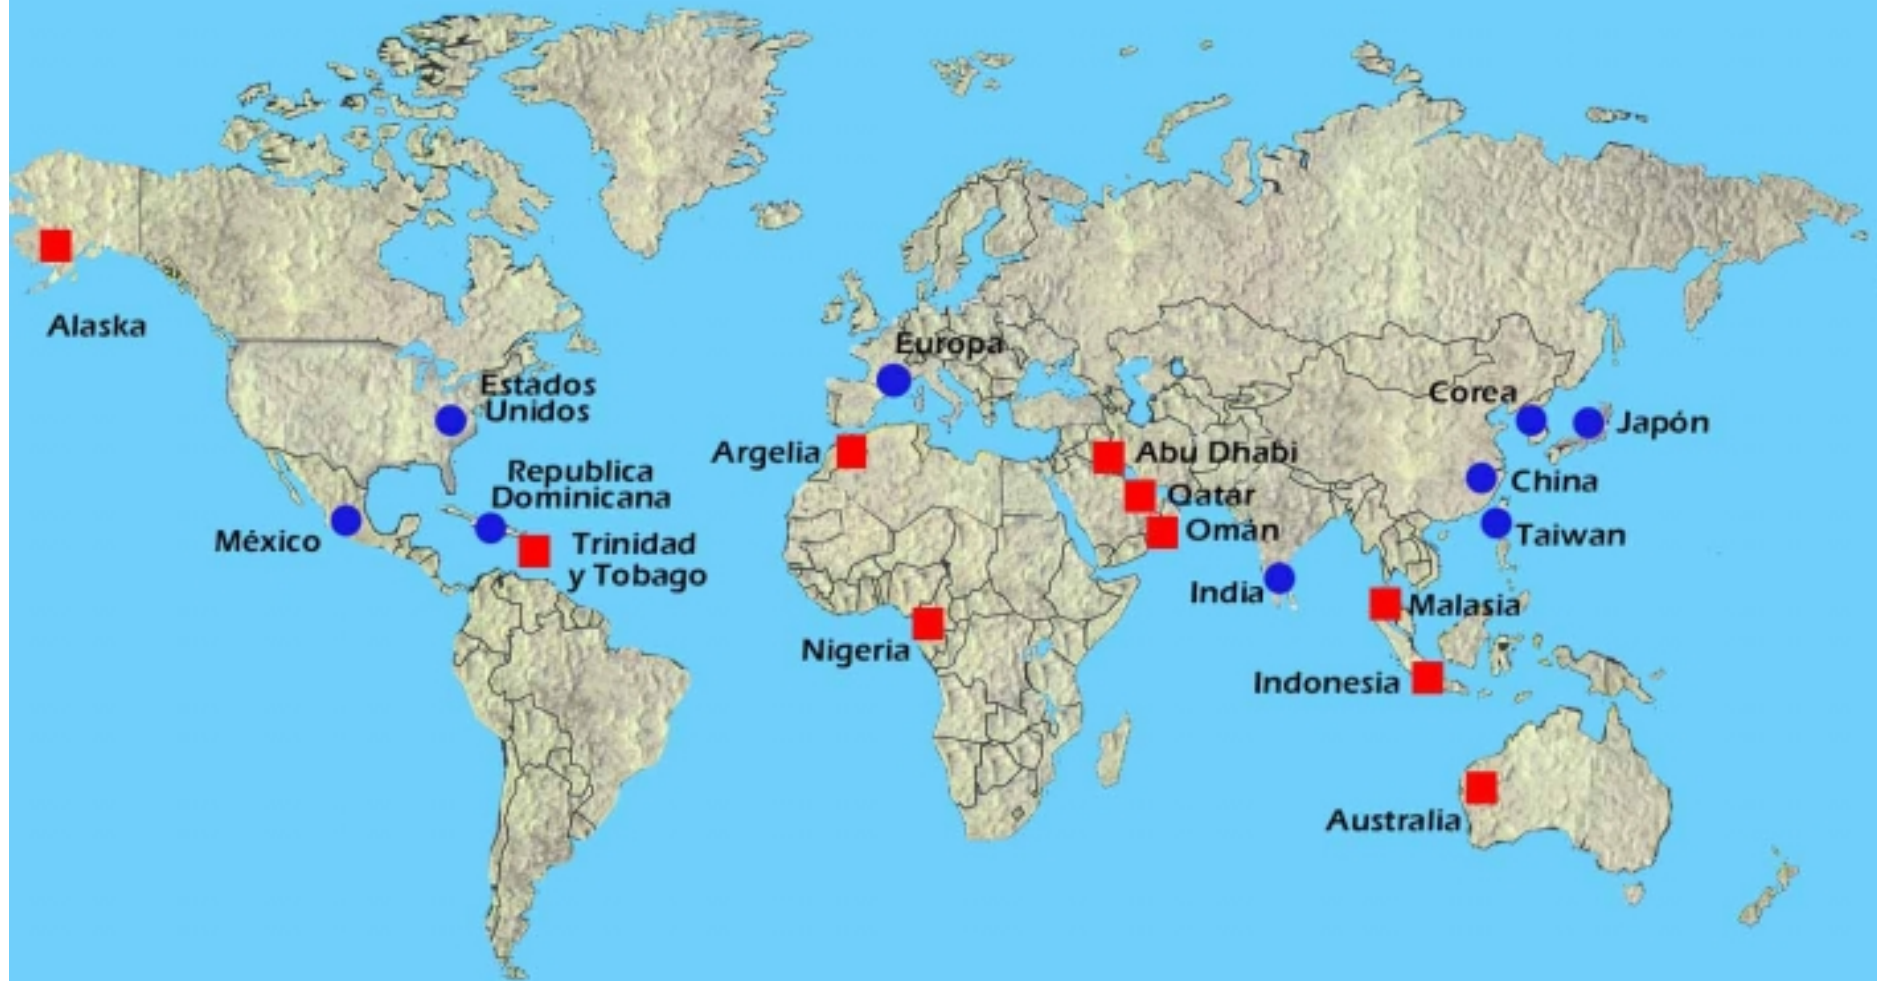 Alaska
Europa
Estados
Unidos
Corea
Japón
Argelia
Abu Dhabi
Republica
Dominicana
China
Qatar
Omán
México
Taiwan
Trinidad
y Tobago
India
Malasia
Nigeria
Indonesia
Australia